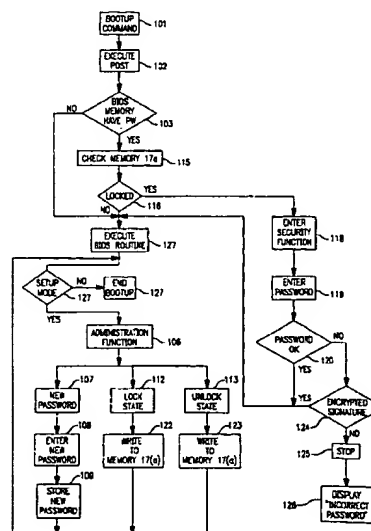 BOOTUP
COMMAND
101
EXECUTE
POST
102
NO
BIOS
MEMORY
HAVE PW
103
YES
CHECK MEMORY 17a
115
LOCKED
YES
116
NO
EXECUTE
BIOS ROUTINE
127
ENTER
SECURITY
FUNCTION
118
ENTER
PASSWORD
119
SETUP
MODE
NO
END
BOOTUP
127
127
YES
PASSWORD
OK
NO
120
YES
ADMINISTRATION
FUNCTION
106
107
112
113
NEW
PASSWORD
LOCK
STATE
UNLOCK
STATE
YES
ENCRYPTED
SIGNATURE
124
108
122
123
ENTER
NEW
PASSWORD
WRITE
TO
MEMORY 17(a)
WRITE
TO
MEMORY 17(a)
NO
125
STOP
109
STORE
NEW
PASSWORD
126
DISPLAY
"INCORRECT
PASSWORD"